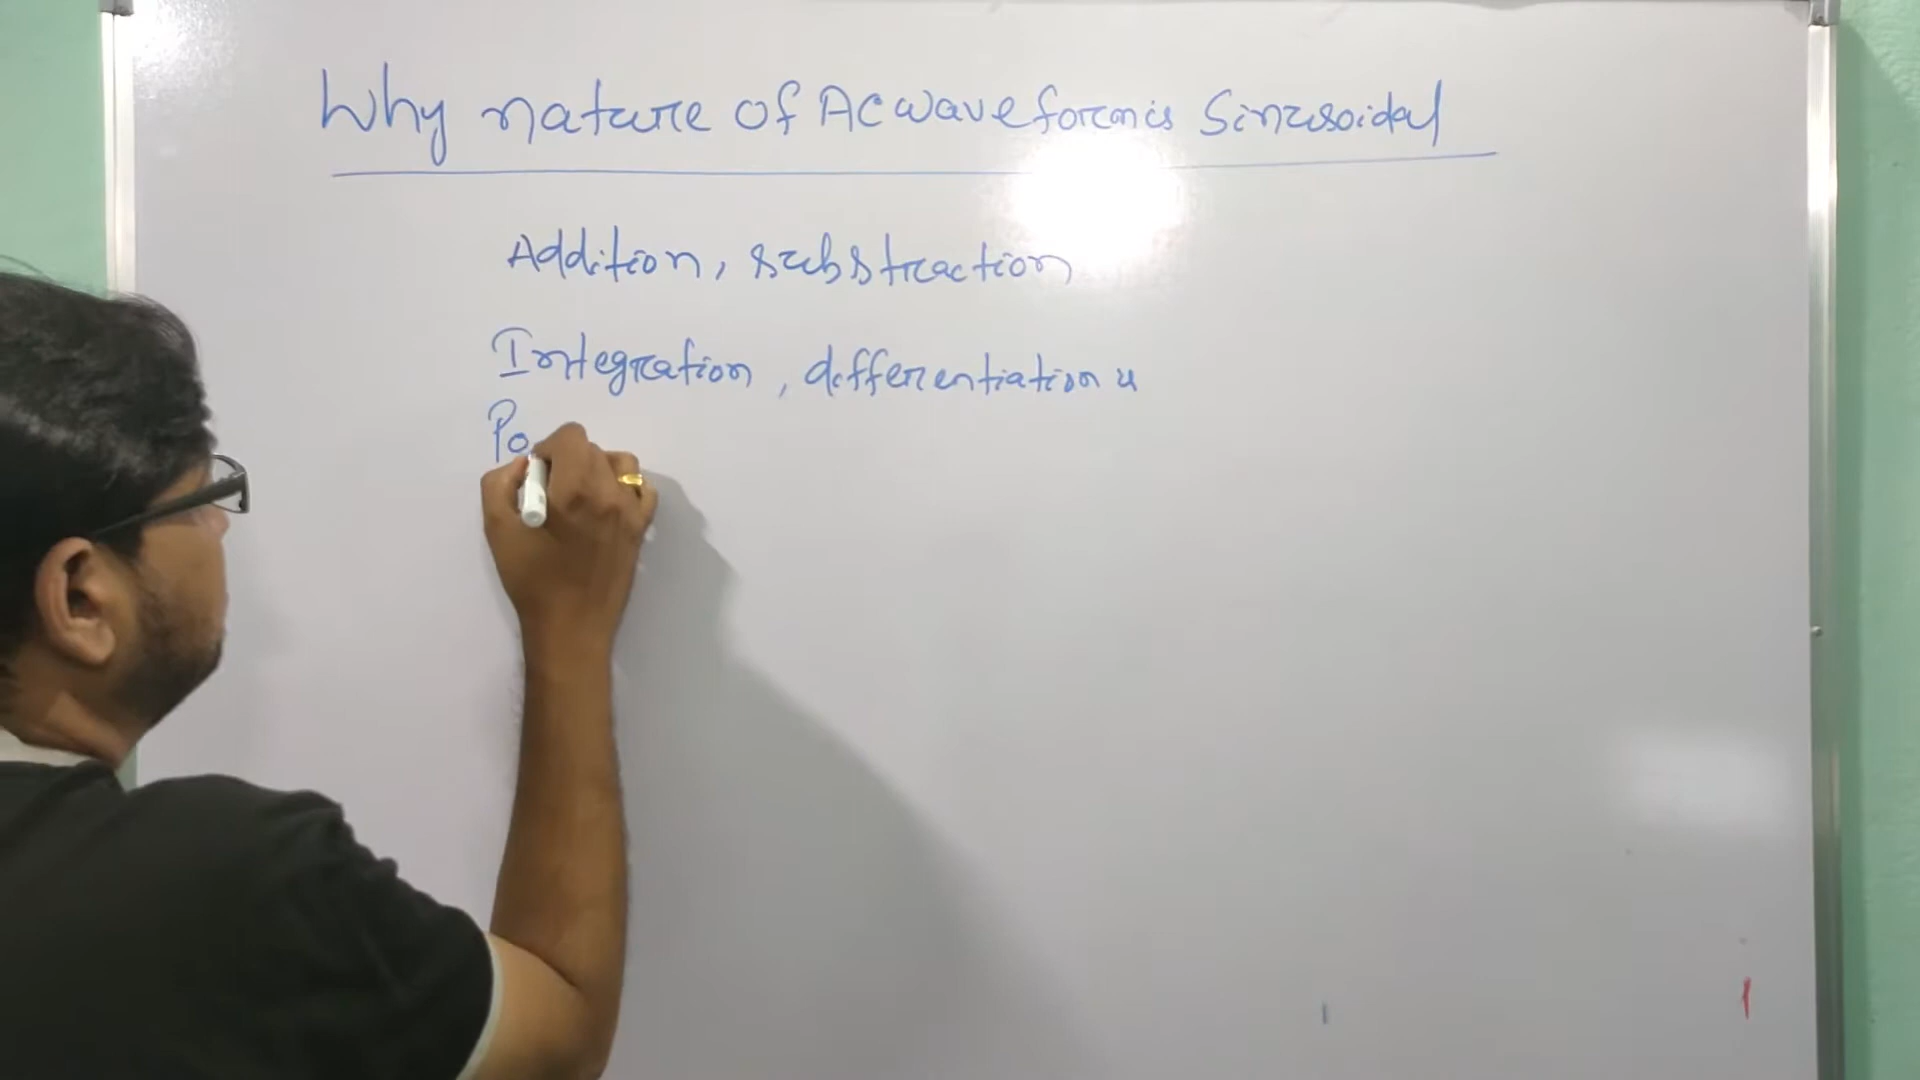 Why nature of AC waveform is Sinusoidal
Addition, substraction
Integration, differentiation
Po